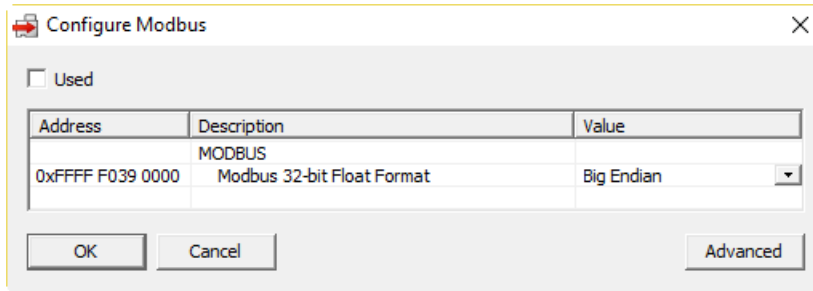 Configure Modbus
Used
Address Description Value
MODBUS
0xFFFF F039 0000 Modbus 32-bit Float Format Big Endian
OK Cancel Advanced